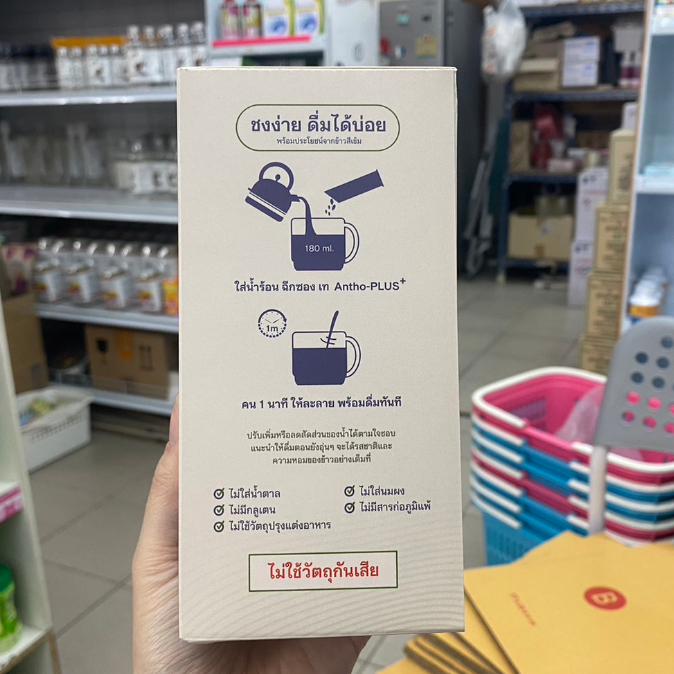 ชงง่าย ดื่มได้บ่อย
พร้อมประโยชน์จากข้าวสีเข้ม
180 ml.
ใส่น้ำร้อน ฉีกซอง เท Antho-PLUS+
1m
คน 1 นาที ให้ละลาย พร้อมดื่มทันที
ปรับเพิ่มหรือลดสัดส่วนของน้ำได้ตามใจชอบ
แนะนำให้ดื่มตอนยังอุ่นๆ จะได้รสชาติและ
ความหอมของข้าวอย่างเต็มที่
ไม่ใส่น้ำตาล
ไม่ใส่นมผง
ไม่มีกลูเตน
ไม่มีสารก่อภูมิแพ้
ไม่ใช้วัตถุปรุงแต่งอาหาร
ไม่ใช้วัตถุกันเสีย
B